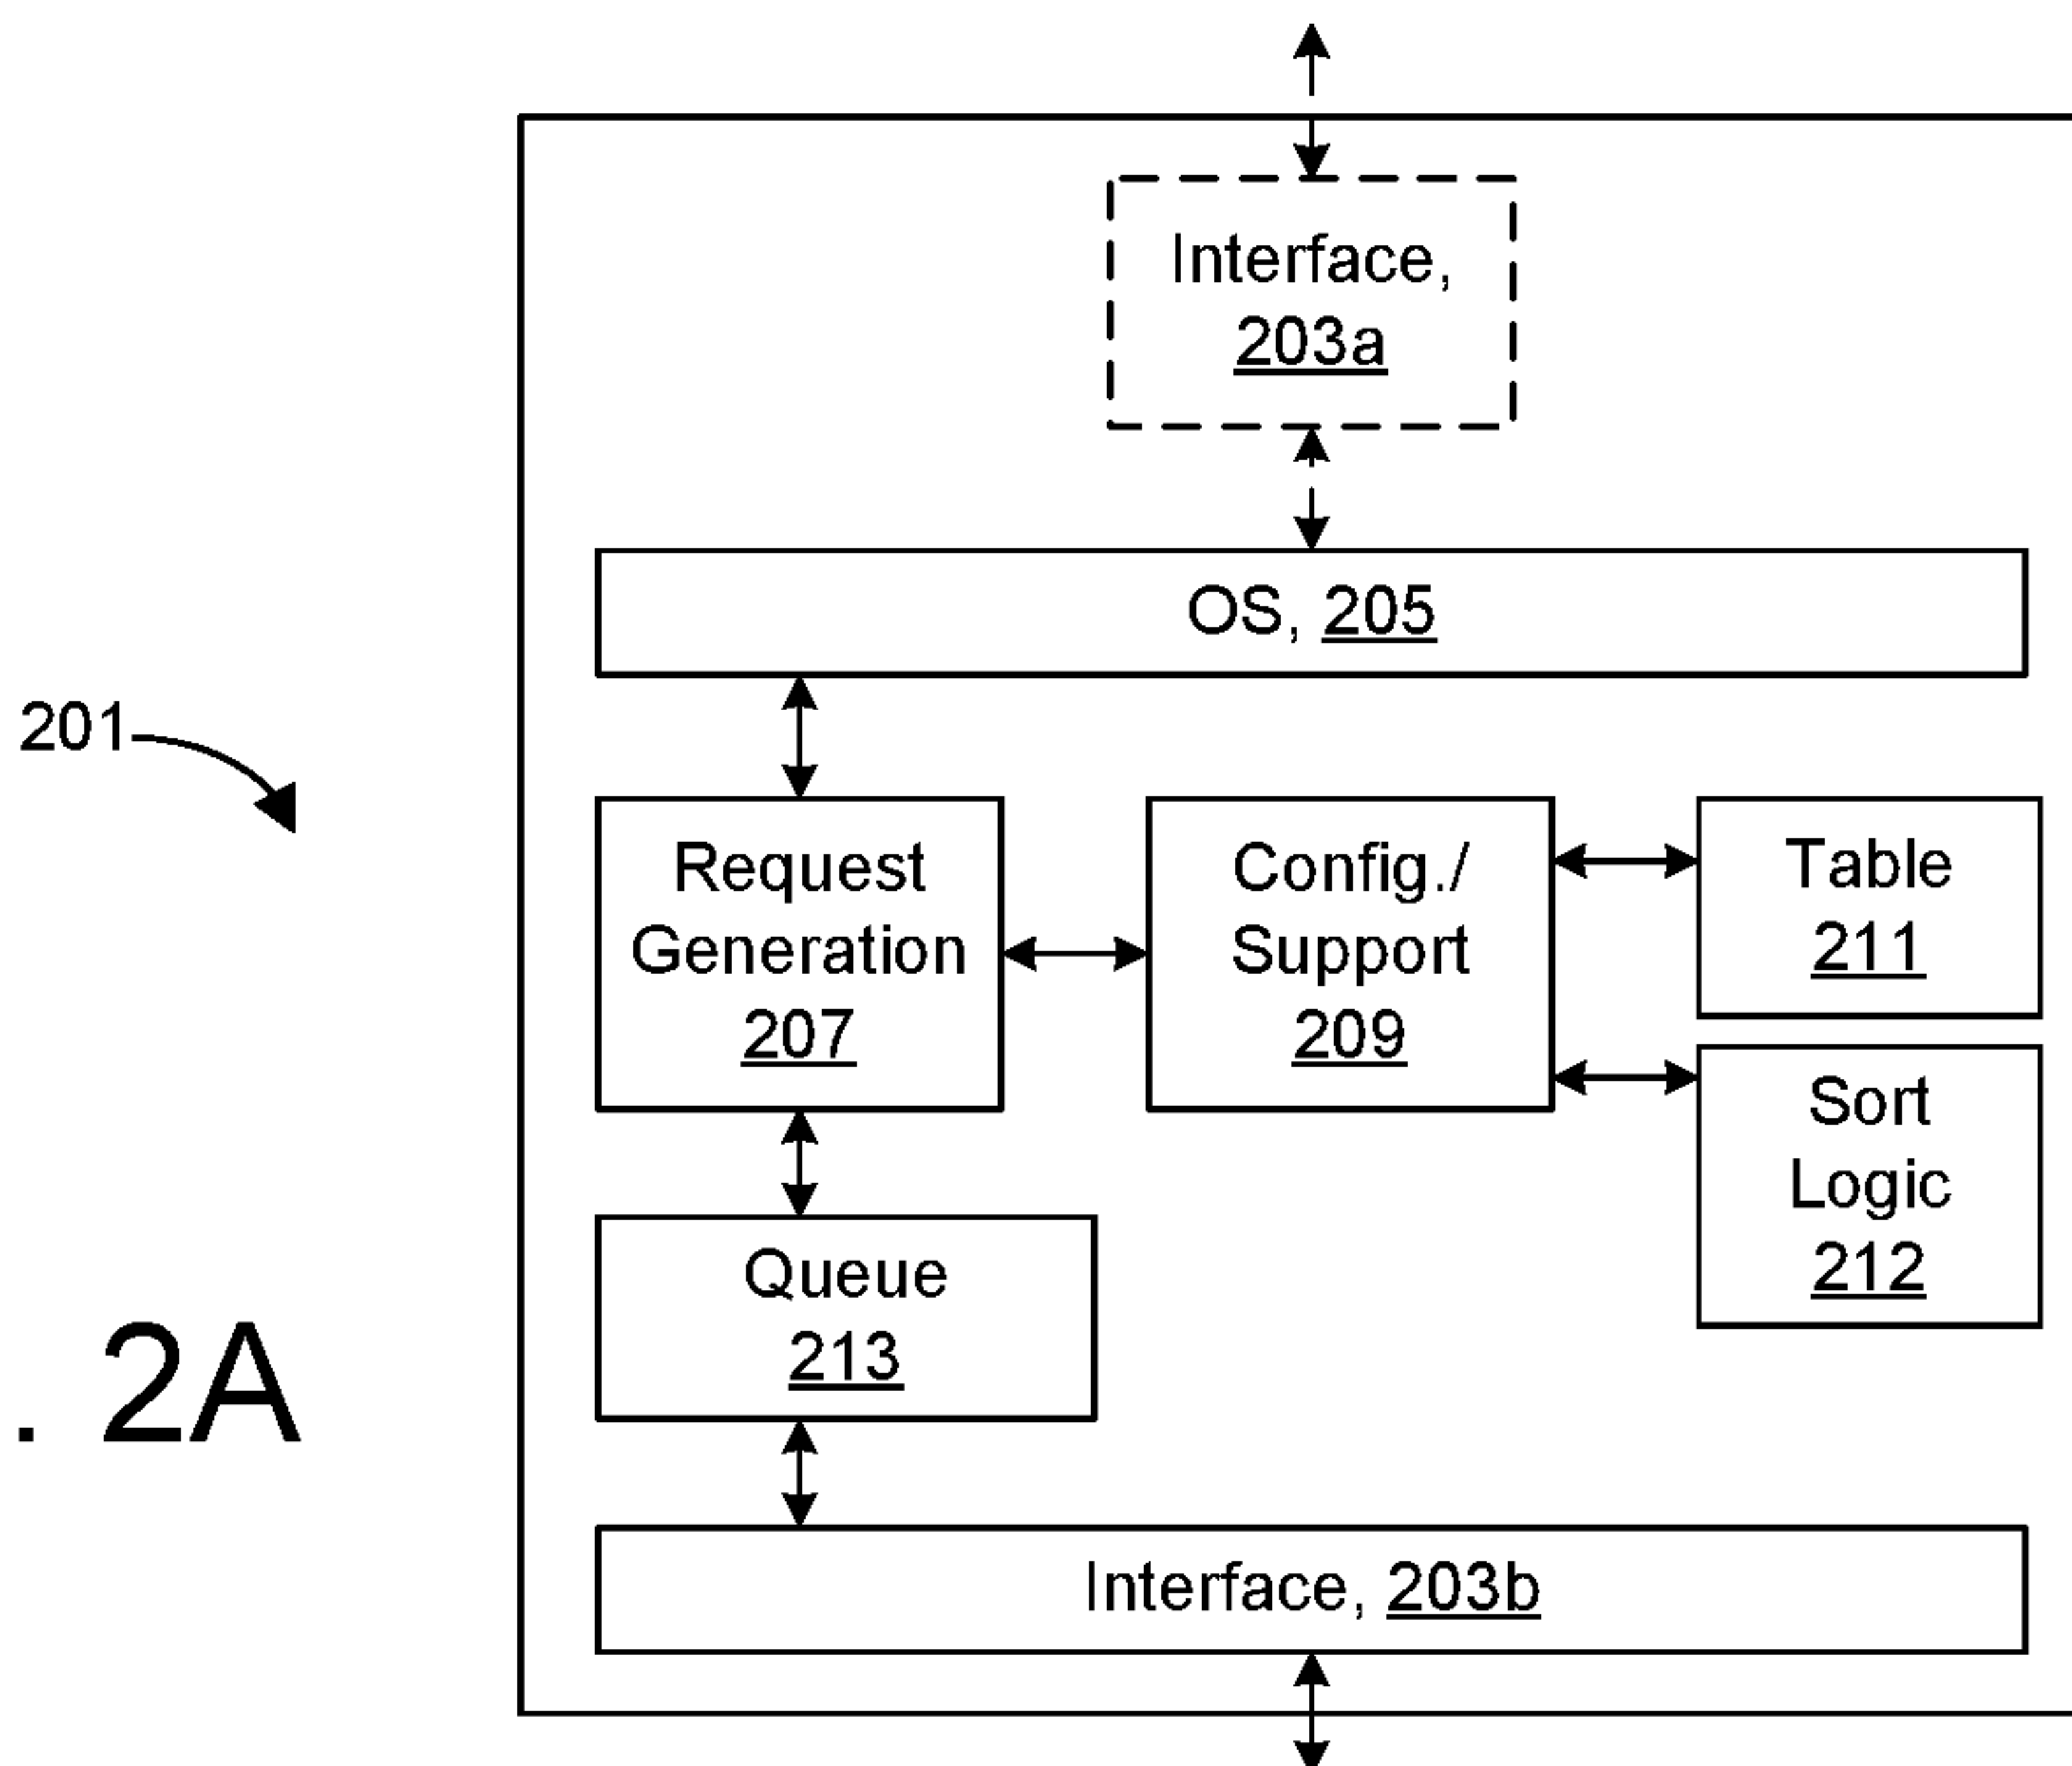 Interface,
203a
OS, 205
201
Request
Generation
207
Config./
Support
209
Table
211
Sort
Logic
212
Queue
213
. 2A
Interface, 203b